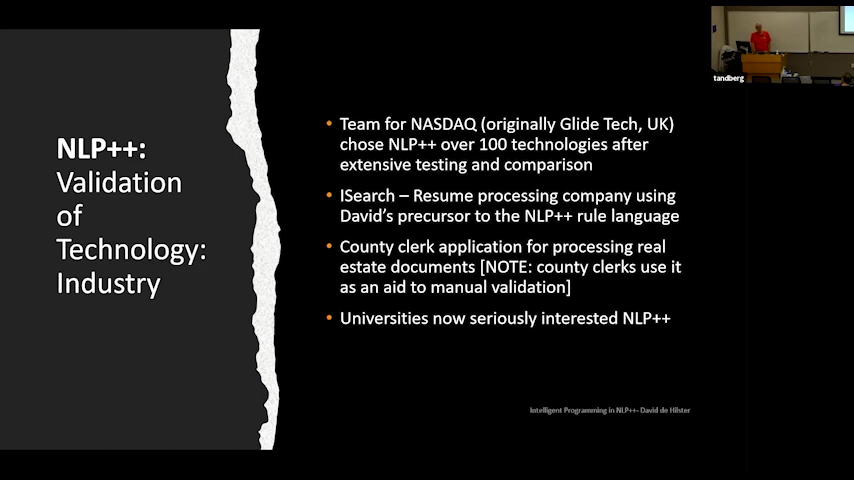 NLP++:
Validation
of
Technology:
Industry
• Team for NASDAQ (originally Glide Tech, UK)
chose NLP++ over 100 technologies after
extensive testing and comparison
• ISearch – Resume processing company using
David's precursor to the NLP++ rule language
• County clerk application for processing real
estate documents [NOTE: county clerks use it
as an aid to manual validation]
• Universities now seriously interested NLP++
Intelligent Programming in NLP++- David de Hilster
tandberg